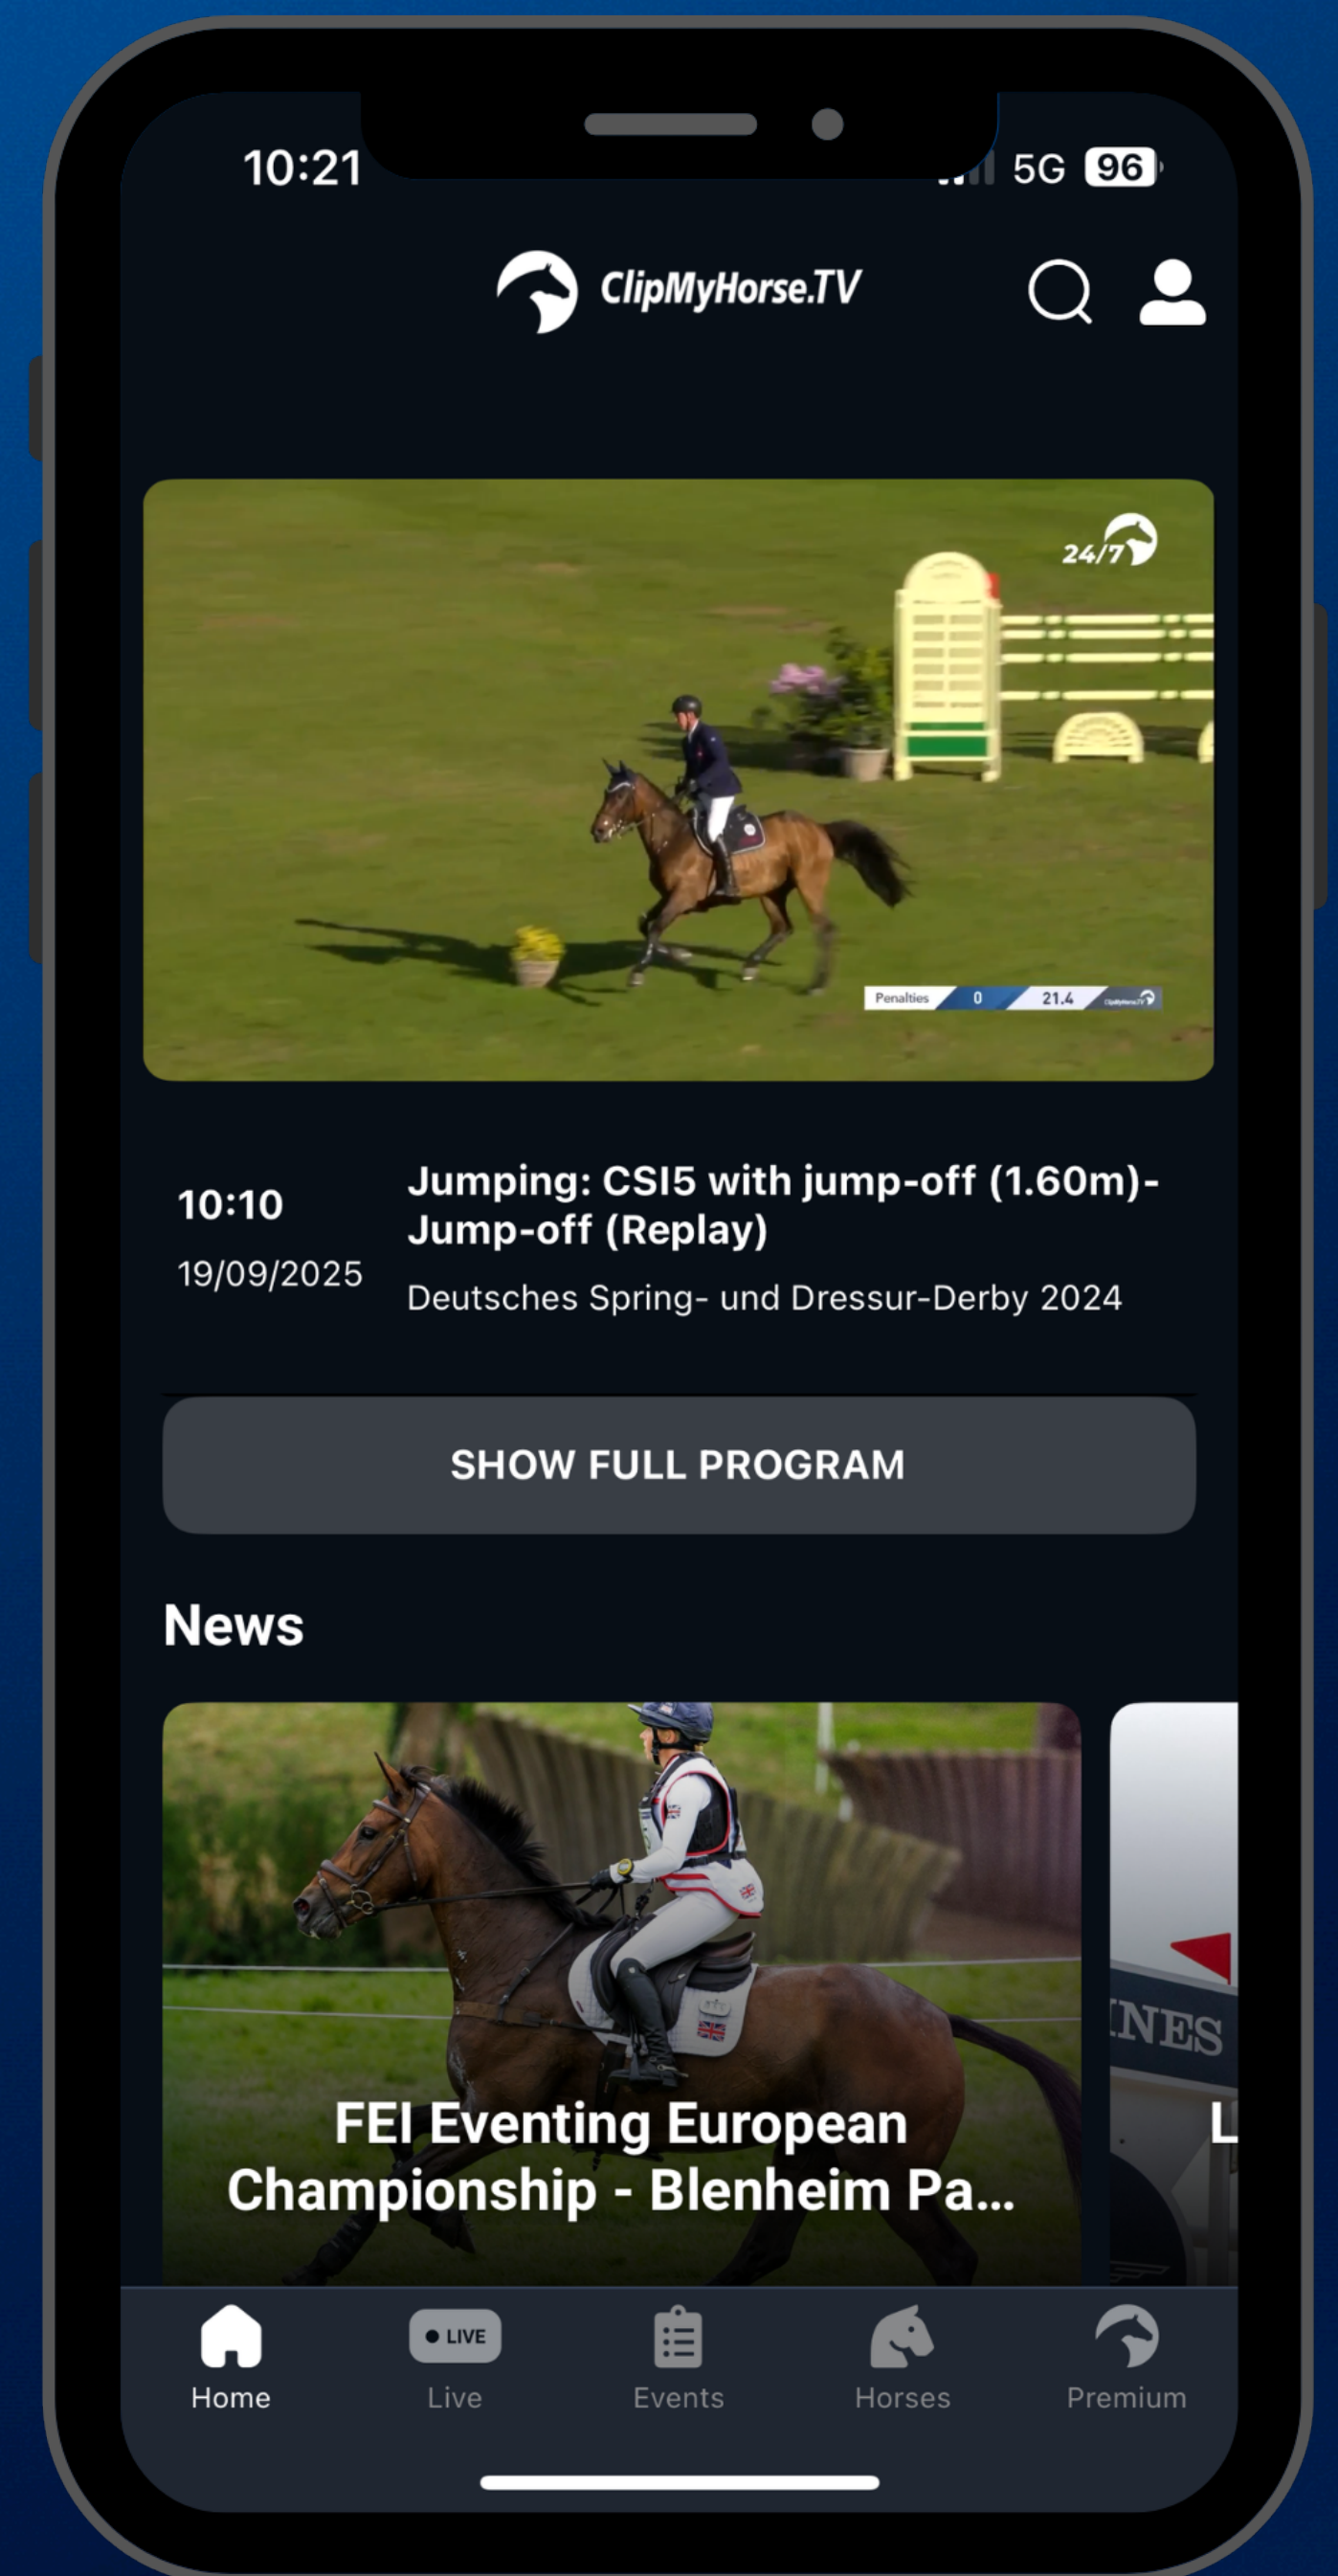 10:21
5G 96
ClipMyHorse.TV
24/7
Penalties 0 21.4 ClipMyHorse.TV
10:10
19/09/2025
Jumping: CSI5 with jump-off (1.60m)-
Jump-off (Replay)
Deutsches Spring- und Dressur-Derby 2024
SHOW FULL PROGRAM
News
INES
FEI Eventing European
Championship - Blenheim Pa...
L
LIVE
Home
Live
Events
Horses
Premium